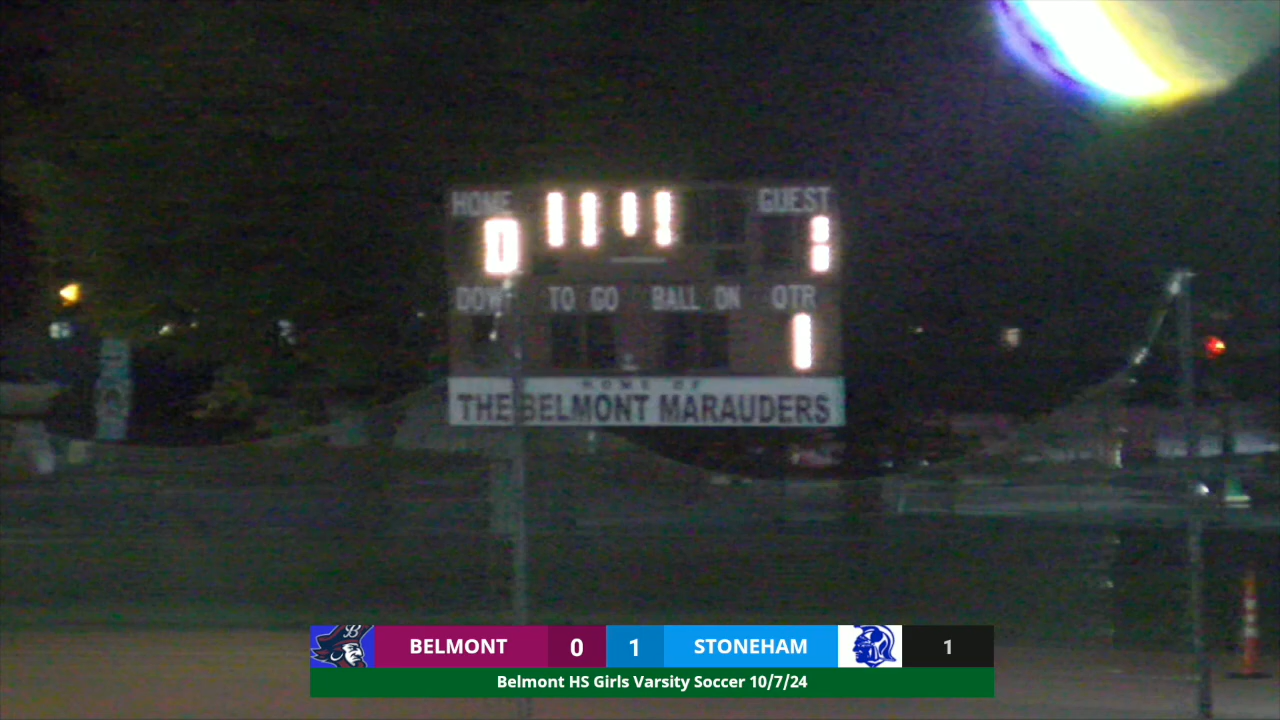 HOME GUEST
0
DOWN TO GO BALL ON QTR
1
HOME OF
THE BELMONT MARAUDERS
BELMONT 0 1 STONEHAM 1
Belmont HS Girls Varsity Soccer 10/7/24